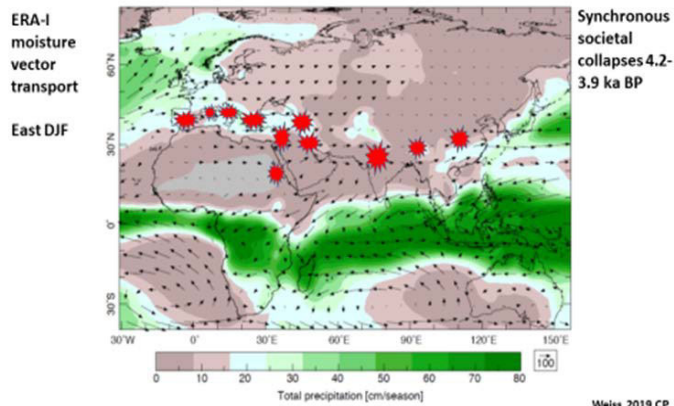 ERA-I
moisture
vector
transport
East DJF
Synchronous
societal
collapses 4.2-
3.9 ka BP
60°N
30°N
0°
30°S
30°W 0° 30°E 60°E 90°E 120°E 150°E
100
0 10 20 30 40 50 60 70 80
Total precipitation [cm/season]
Weiss 2019 CP